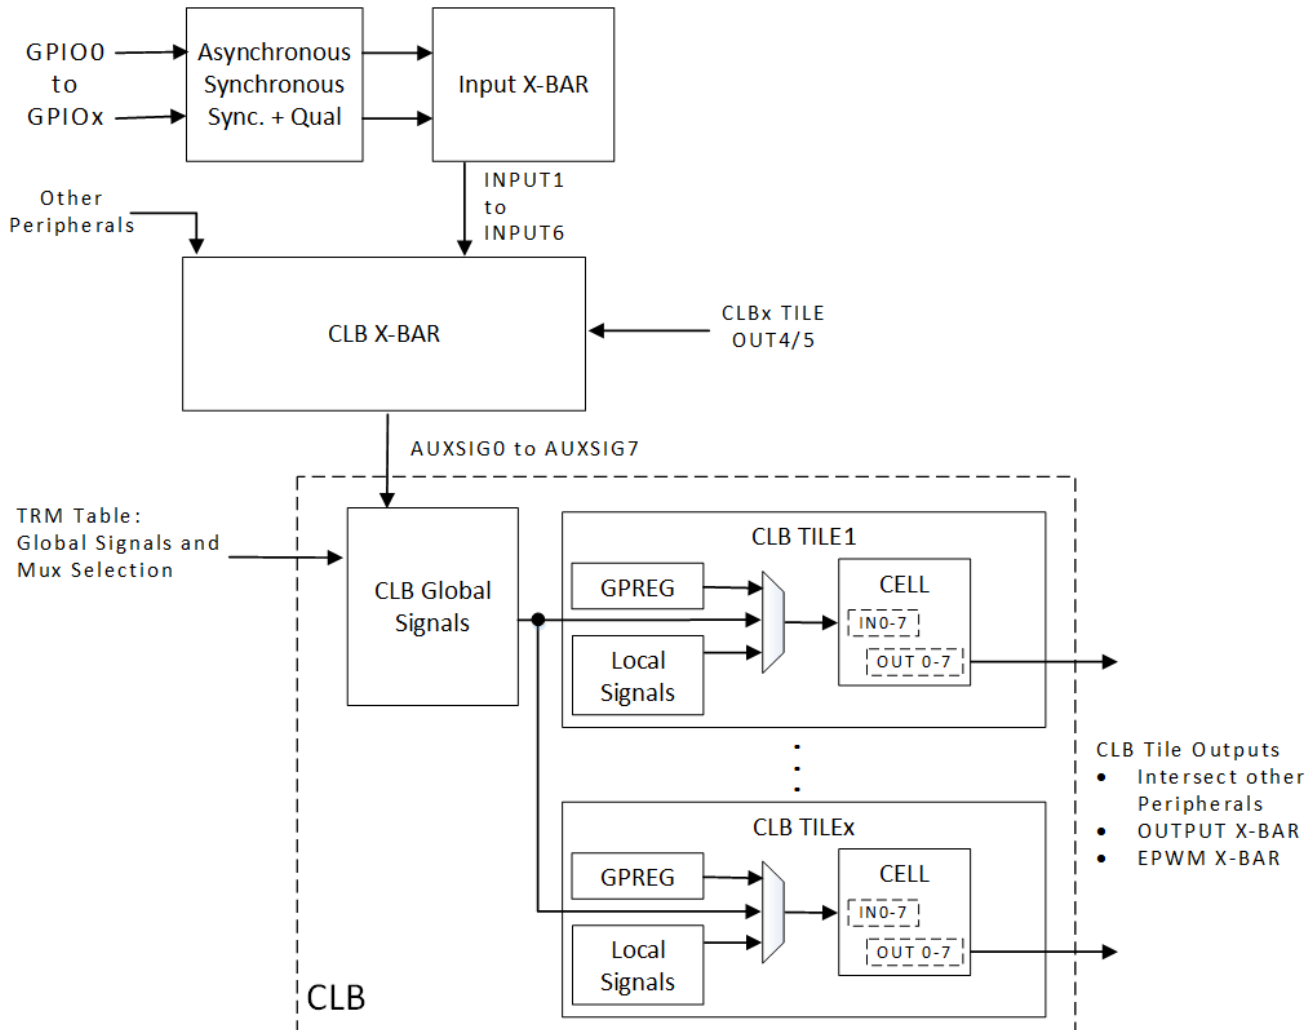 GPIO0
to
GPIOx
Asynchronous
Synchronous
Sync. + Qual
Input X-BAR
INPUT1
to
INPUT6
Other
Peripherals
CLB X-BAR
CLBx TILE
OUT4/5
AUXSIG0 to AUXSIG7
TRM Table:
Global Signals and
Mux Selection
CLB Global
Signals
CLB TILE1
GPREG
Local
Signals
CELL
IN0-7
OUT 0-7
CLB TILEx
GPREG
Local
Signals
CELL
IN0-7
OUT 0-7
CLB Tile Outputs
● Intersect other
Peripherals
● OUTPUT X-BAR
● EPWM X-BAR
CLB